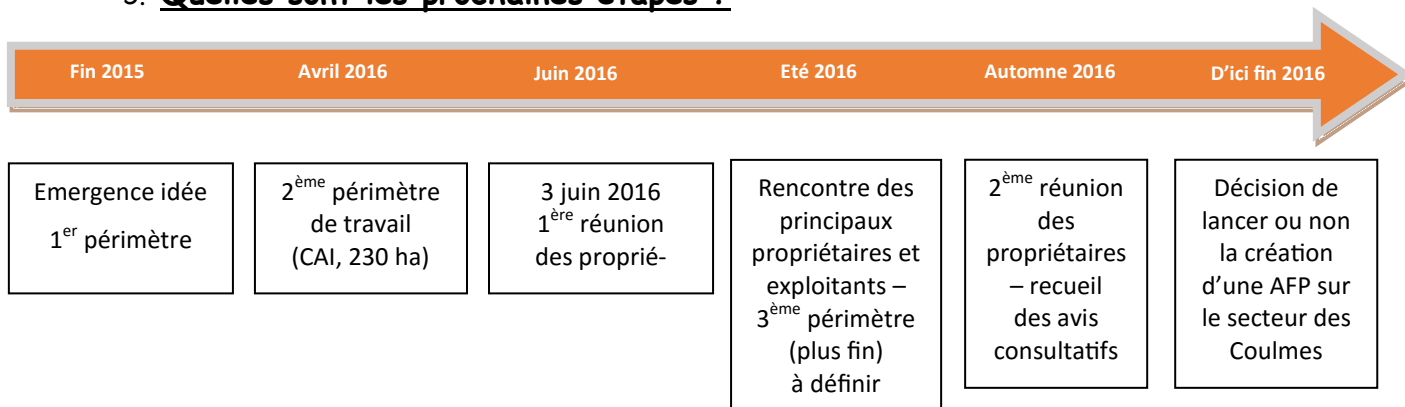 Quelles sont les prochaines étapes ?
Fin 2015
Avril 2016
Juin 2016
Eté 2016
Automne 2016
D'ici fin 2016
Emergence idée
1er périmètre
2ème périmètre
de travail
(CAI, 230 ha)
3 juin 2016
1ère réunion
des proprié-
Rencontre des
principaux
propriétaires et
exploitants –
3ème périmètre
(plus fin)
à définir
2ème réunion
des
propriétaires
– recueil
des avis
consultatifs
Décision de
lancer ou non
la création
d'une AFP sur
le secteur des
Coulmes